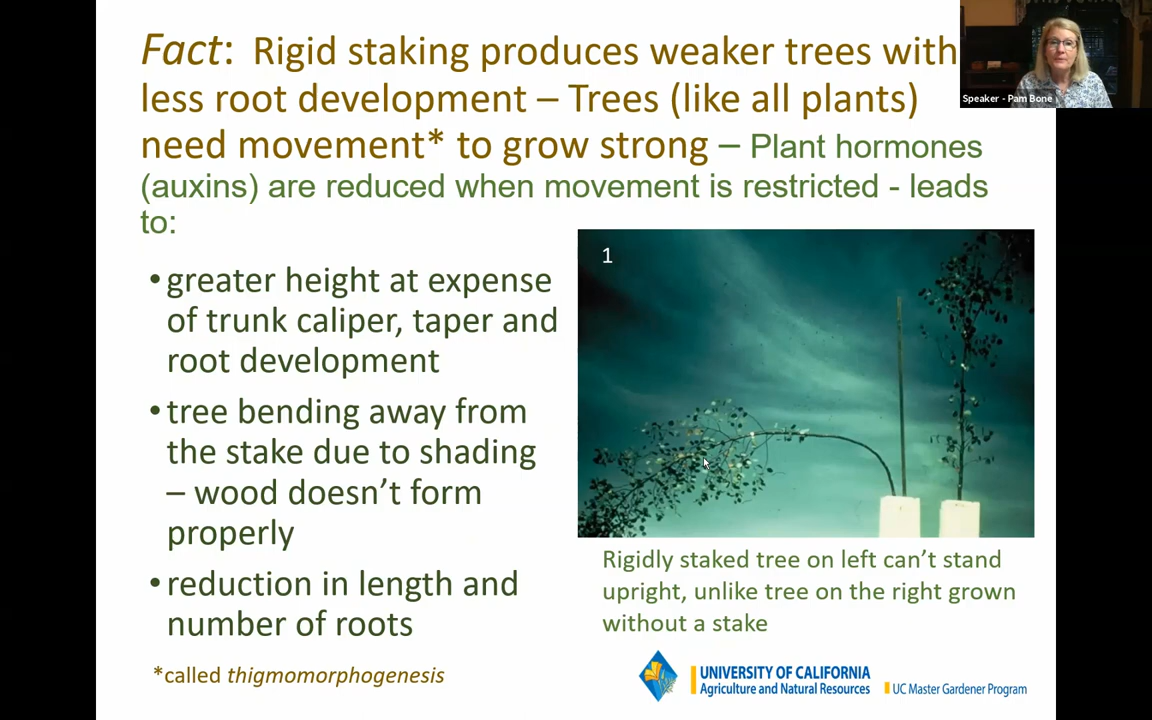 Fact: Rigid staking produces weaker trees with
less root development – Trees (like all plants)
need movement* to grow strong – Plant hormones
(auxins) are reduced when movement is restricted - leads
to:
•greater height at expense
of trunk caliper, taper and
root development
•tree bending away from
the stake due to shading
– wood doesn’t form
properly
•reduction in length and
number of roots
*called thigmomorphogenesis
1
Rigidly staked tree on left can’t stand
upright, unlike tree on the right grown
without a stake
UNIVERSITY OF CALIFORNIA
Agriculture and Natural Resources
UC Master Gardener Program
Speaker - Pam Bone